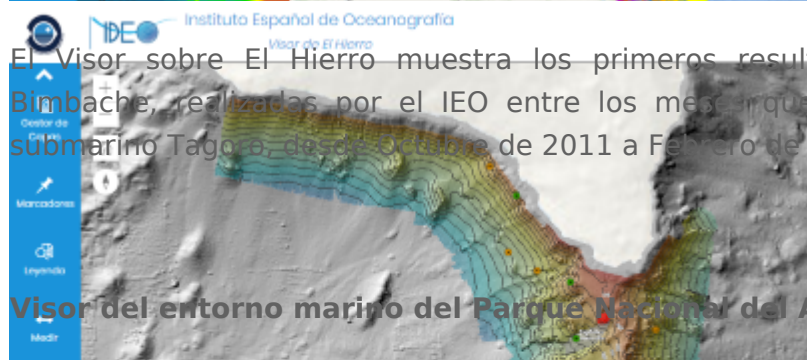 IDEO
Instituto Español de Oceanografía
Visor de El Hierro
El Visor sobre El Hierro muestra los primeros resul
Bimbache, realizadas por el IEO entre los mese
submarino Tagoro, desde Octubre de 2011 a Febrero de
Gestor de
Capas
Marcadores
Leyenda
Visor del entorno marino del Parque Nacional del A
Medir